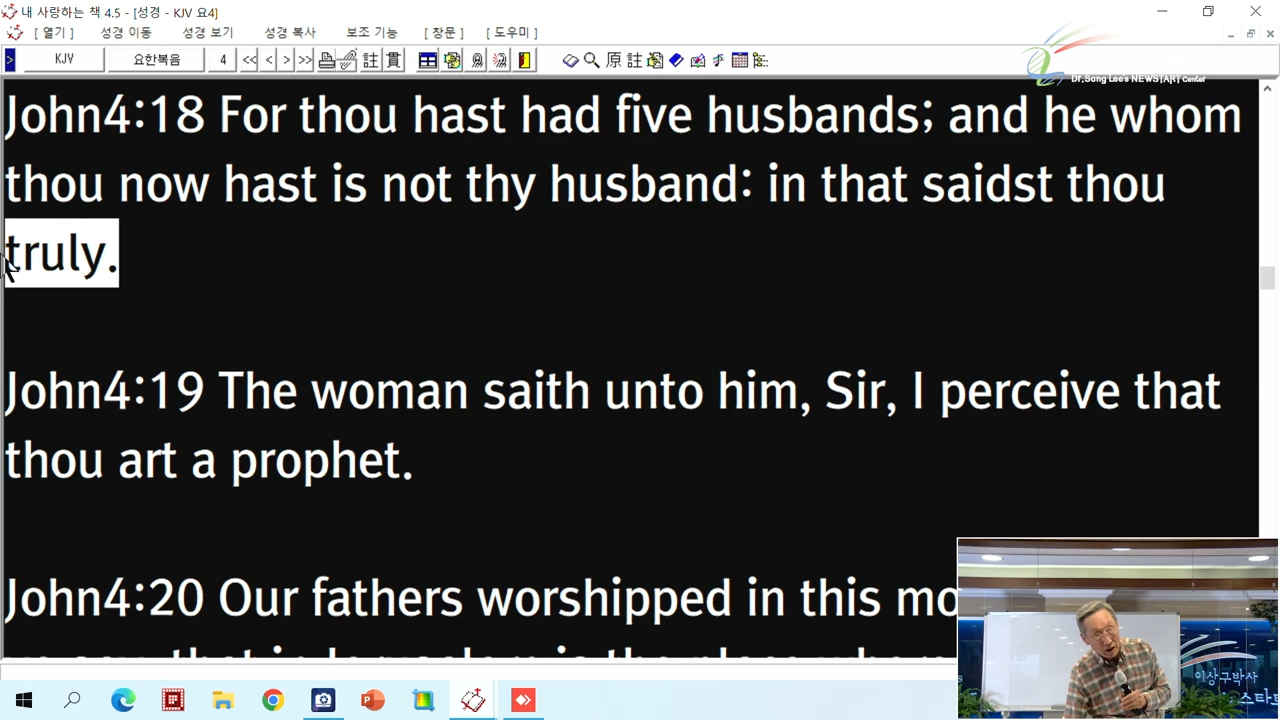 내 사랑하는 책 4.5 - [성경 - KJV 요4]
[ 열기 ] 성경 이동 성경 보기 성경 복사 보조 기능 [ 창문 ] [ 도우미 ]
KJV 요한복음 4 << < > >> 註 貫 原 註
Dr.Sang Lee's NEWSTART Center
John4:18 For thou hast had five husbands; and he whom
thou now hast is not thy husband: in that saidst thou
truly.
John4:19 The woman saith unto him, Sir, I perceive that
thou art a prophet.
John4:20 Our fathers worshipped in this
이상구박사